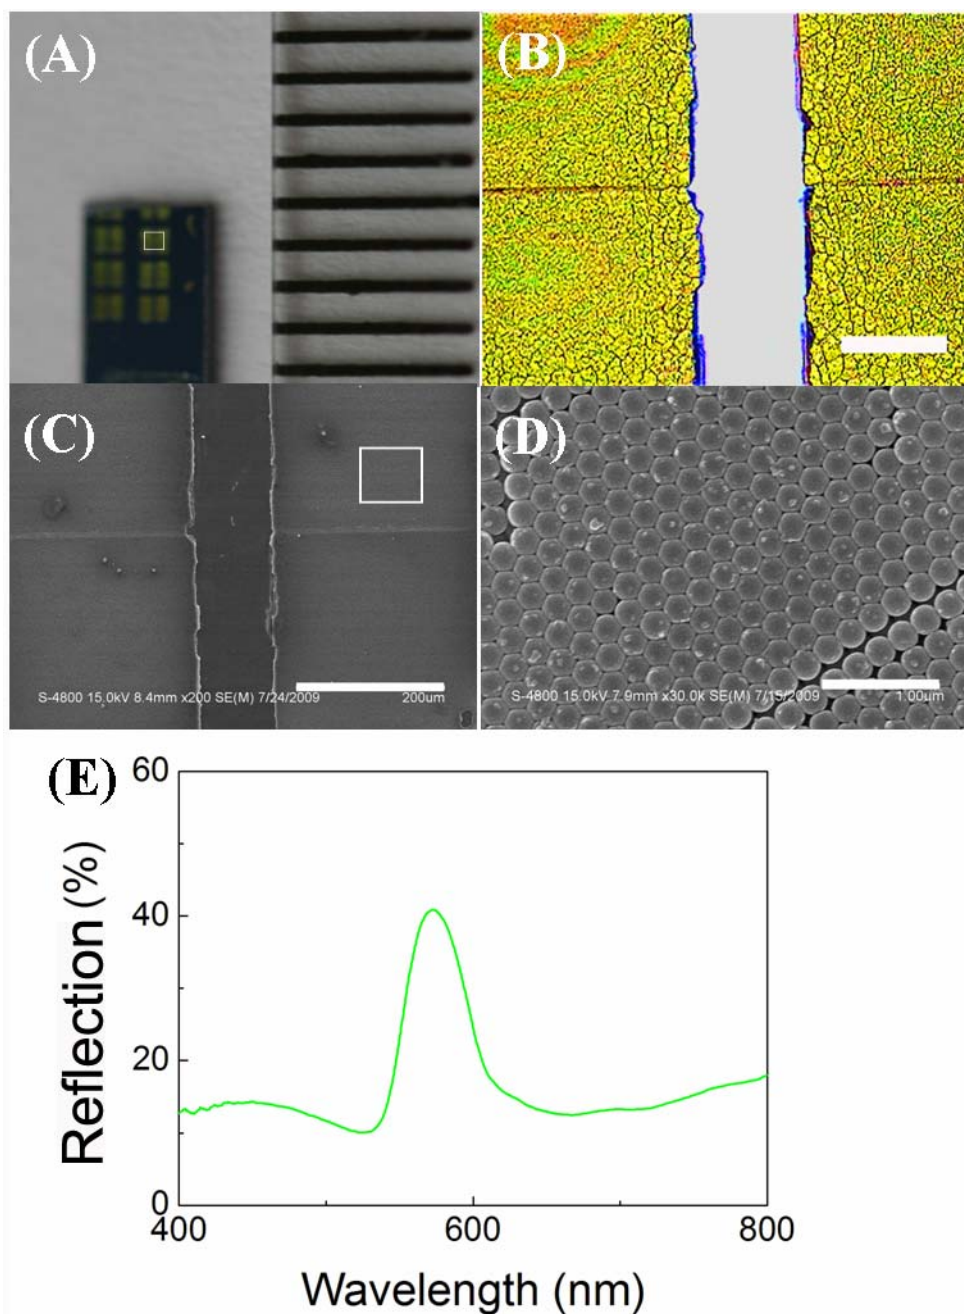 (A)
(B)
(C)
S-4800 15.0kV 8.4mm x200 SE(M) 7/24/2009
200um
(D)
S-4800 15.0kV 7.9mm x30.0k SE(M) 7/15/2009
1.00um
(E)
60
40
20
0
400
600
800
Reflection (%)
Wavelength (nm)